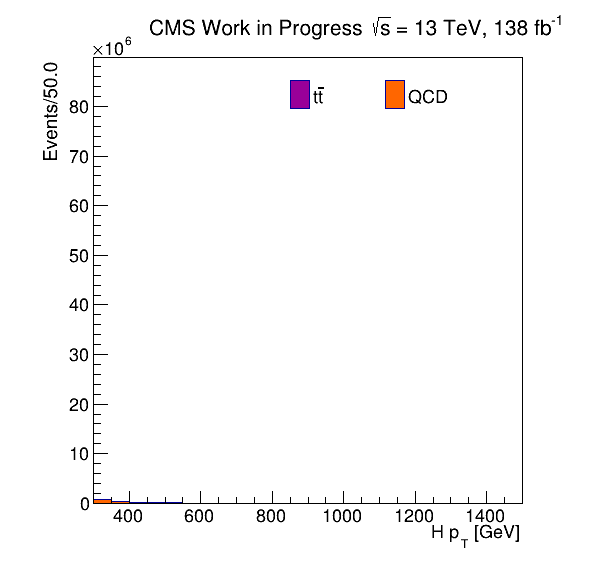 CMS Work in Progress √s = 13 TeV, 138 fb⁻¹
×10⁶
Events/50.0
80
70
60
50
40
30
20
10
0
tt̄
QCD
400 600 800 1000 1200 1400
H p_T [GeV]